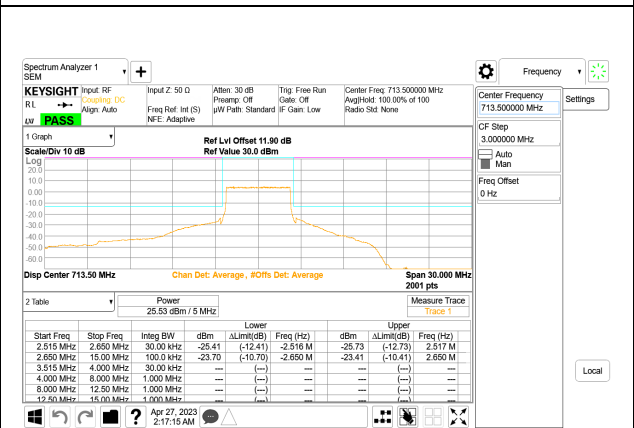 Spectrum Analyzer 1
SEM
Frequency
KEYSIGHT Input: RF Input Z: 50 Ω Atten: 30 dB Trig: Free Run Center Freq: 713.500000 MHz
RL Coupling: DC Preamp: Off Gate: Off Avg|Hold: 100.00% of 100
Align: Auto Freq Ref: Int (S) µW Path: Standard IF Gain: Low Radio Std: None
LXI PASS NFE: Adaptive
Center Frequency
713.500000 MHz
Settings
CF Step
3.000000 MHz
Auto
Man
Freq Offset
0 Hz
1 Graph
Ref Lvl Offset 11.90 dB
Scale/Div 10 dB Ref Value 30.0 dBm
Log
20.0
10.0
0.00
-10.0
-20.0
-30.0
-40.0
-50.0
-60.0
Disp Center 713.50 MHz Chan Det: Average , #Offs Det: Average Span 30.000 MHz
2001 pts
2 Table Power Measure Trace
25.53 dBm / 5 MHz Trace 1
Lower Upper
Start Freq Stop Freq Integ BW dBm ΔLimit(dB) Freq (Hz) dBm ΔLimit(dB) Freq (Hz)
2.515 MHz 2.650 MHz 30.00 kHz -25.41 (-12.41) -2.516 M -25.73 (-12.73) 2.517 M
2.650 MHz 15.00 MHz 100.0 kHz -23.70 (-10.70) -2.650 M -23.41 (-10.41) 2.650 M
3.515 MHz 4.000 MHz 30.00 kHz --- (---) --- --- (---) ---
4.000 MHz 8.000 MHz 1.000 MHz --- (---) --- --- (---) ---
8.000 MHz 12.50 MHz 1.000 MHz --- (---) --- --- (---) ---
12.50 MHz 15.00 MHz 1.000 MHz --- (---) --- --- (---) ---
Local
? Apr 27, 2023
2:17:15 AM